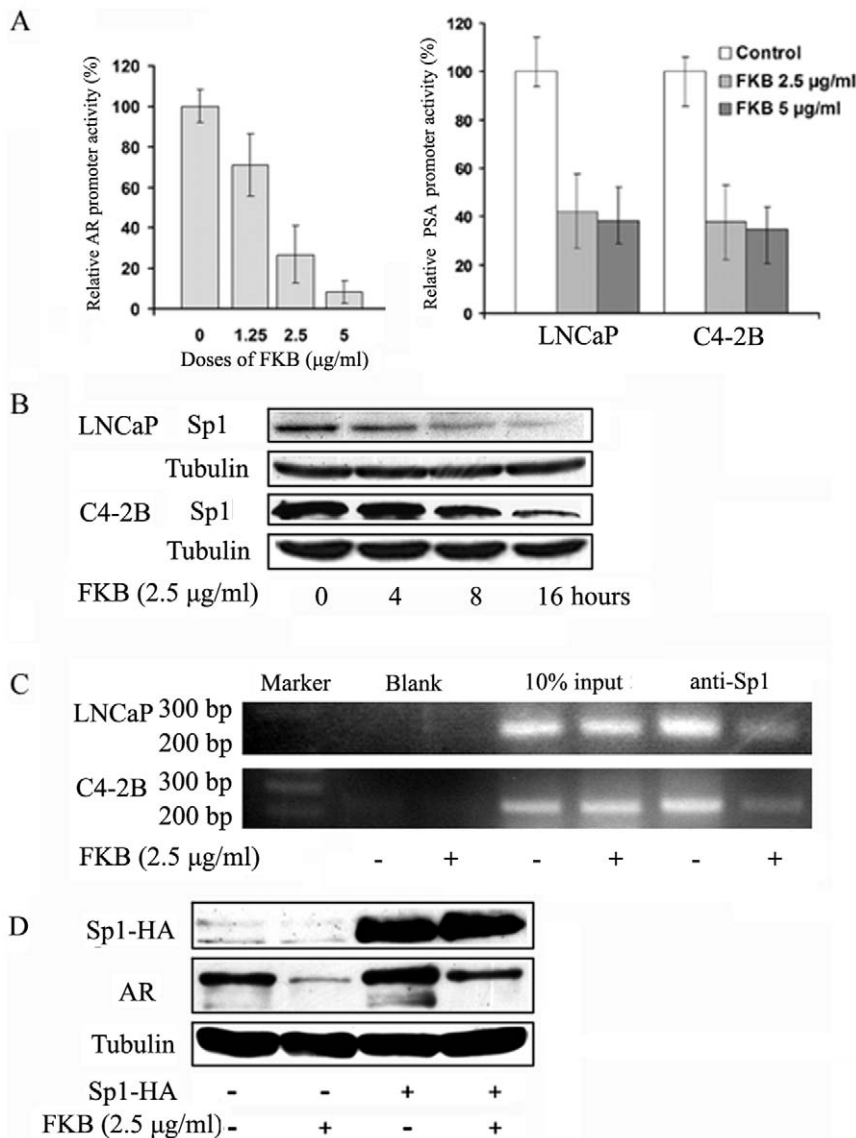 A
Relative AR promoter activity (%)
120
100
80
60
40
20
0
0 1.25 2.5 5
Doses of FKB (µg/ml)
Relative PSA promoter activity (%)
120
100
80
60
40
20
0
Control
FKB 2.5 µg/ml
FKB 5 µg/ml
LNCaP C4-2B
B
LNCaP Sp1
Tubulin
C4-2B Sp1
Tubulin
FKB (2.5 µg/ml) 0 4 8 16 hours
C
Marker Blank 10% input anti-Sp1
LNCaP 300 bp
200 bp
C4-2B 300 bp
200 bp
FKB (2.5 µg/ml) - + - + - +
D
Sp1-HA
AR
Tubulin
Sp1-HA - - + +
FKB (2.5 µg/ml) - + - +